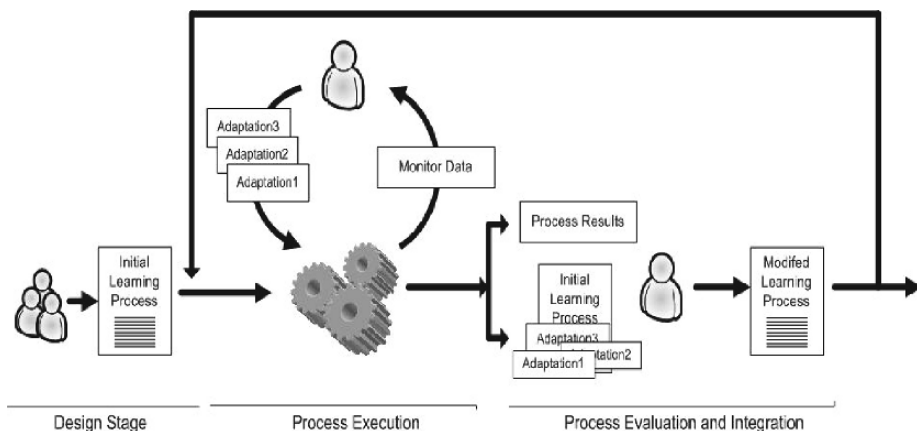 Adaptation3
Adaptation2
Adaptation1
Monitor Data
Initial
Learning
Process
Process Results
Initial
Learning
Process
Adaptation3
Adaptation1
Modifed
Learning
Process
Design Stage
Process Execution
Process Evaluation and Integration